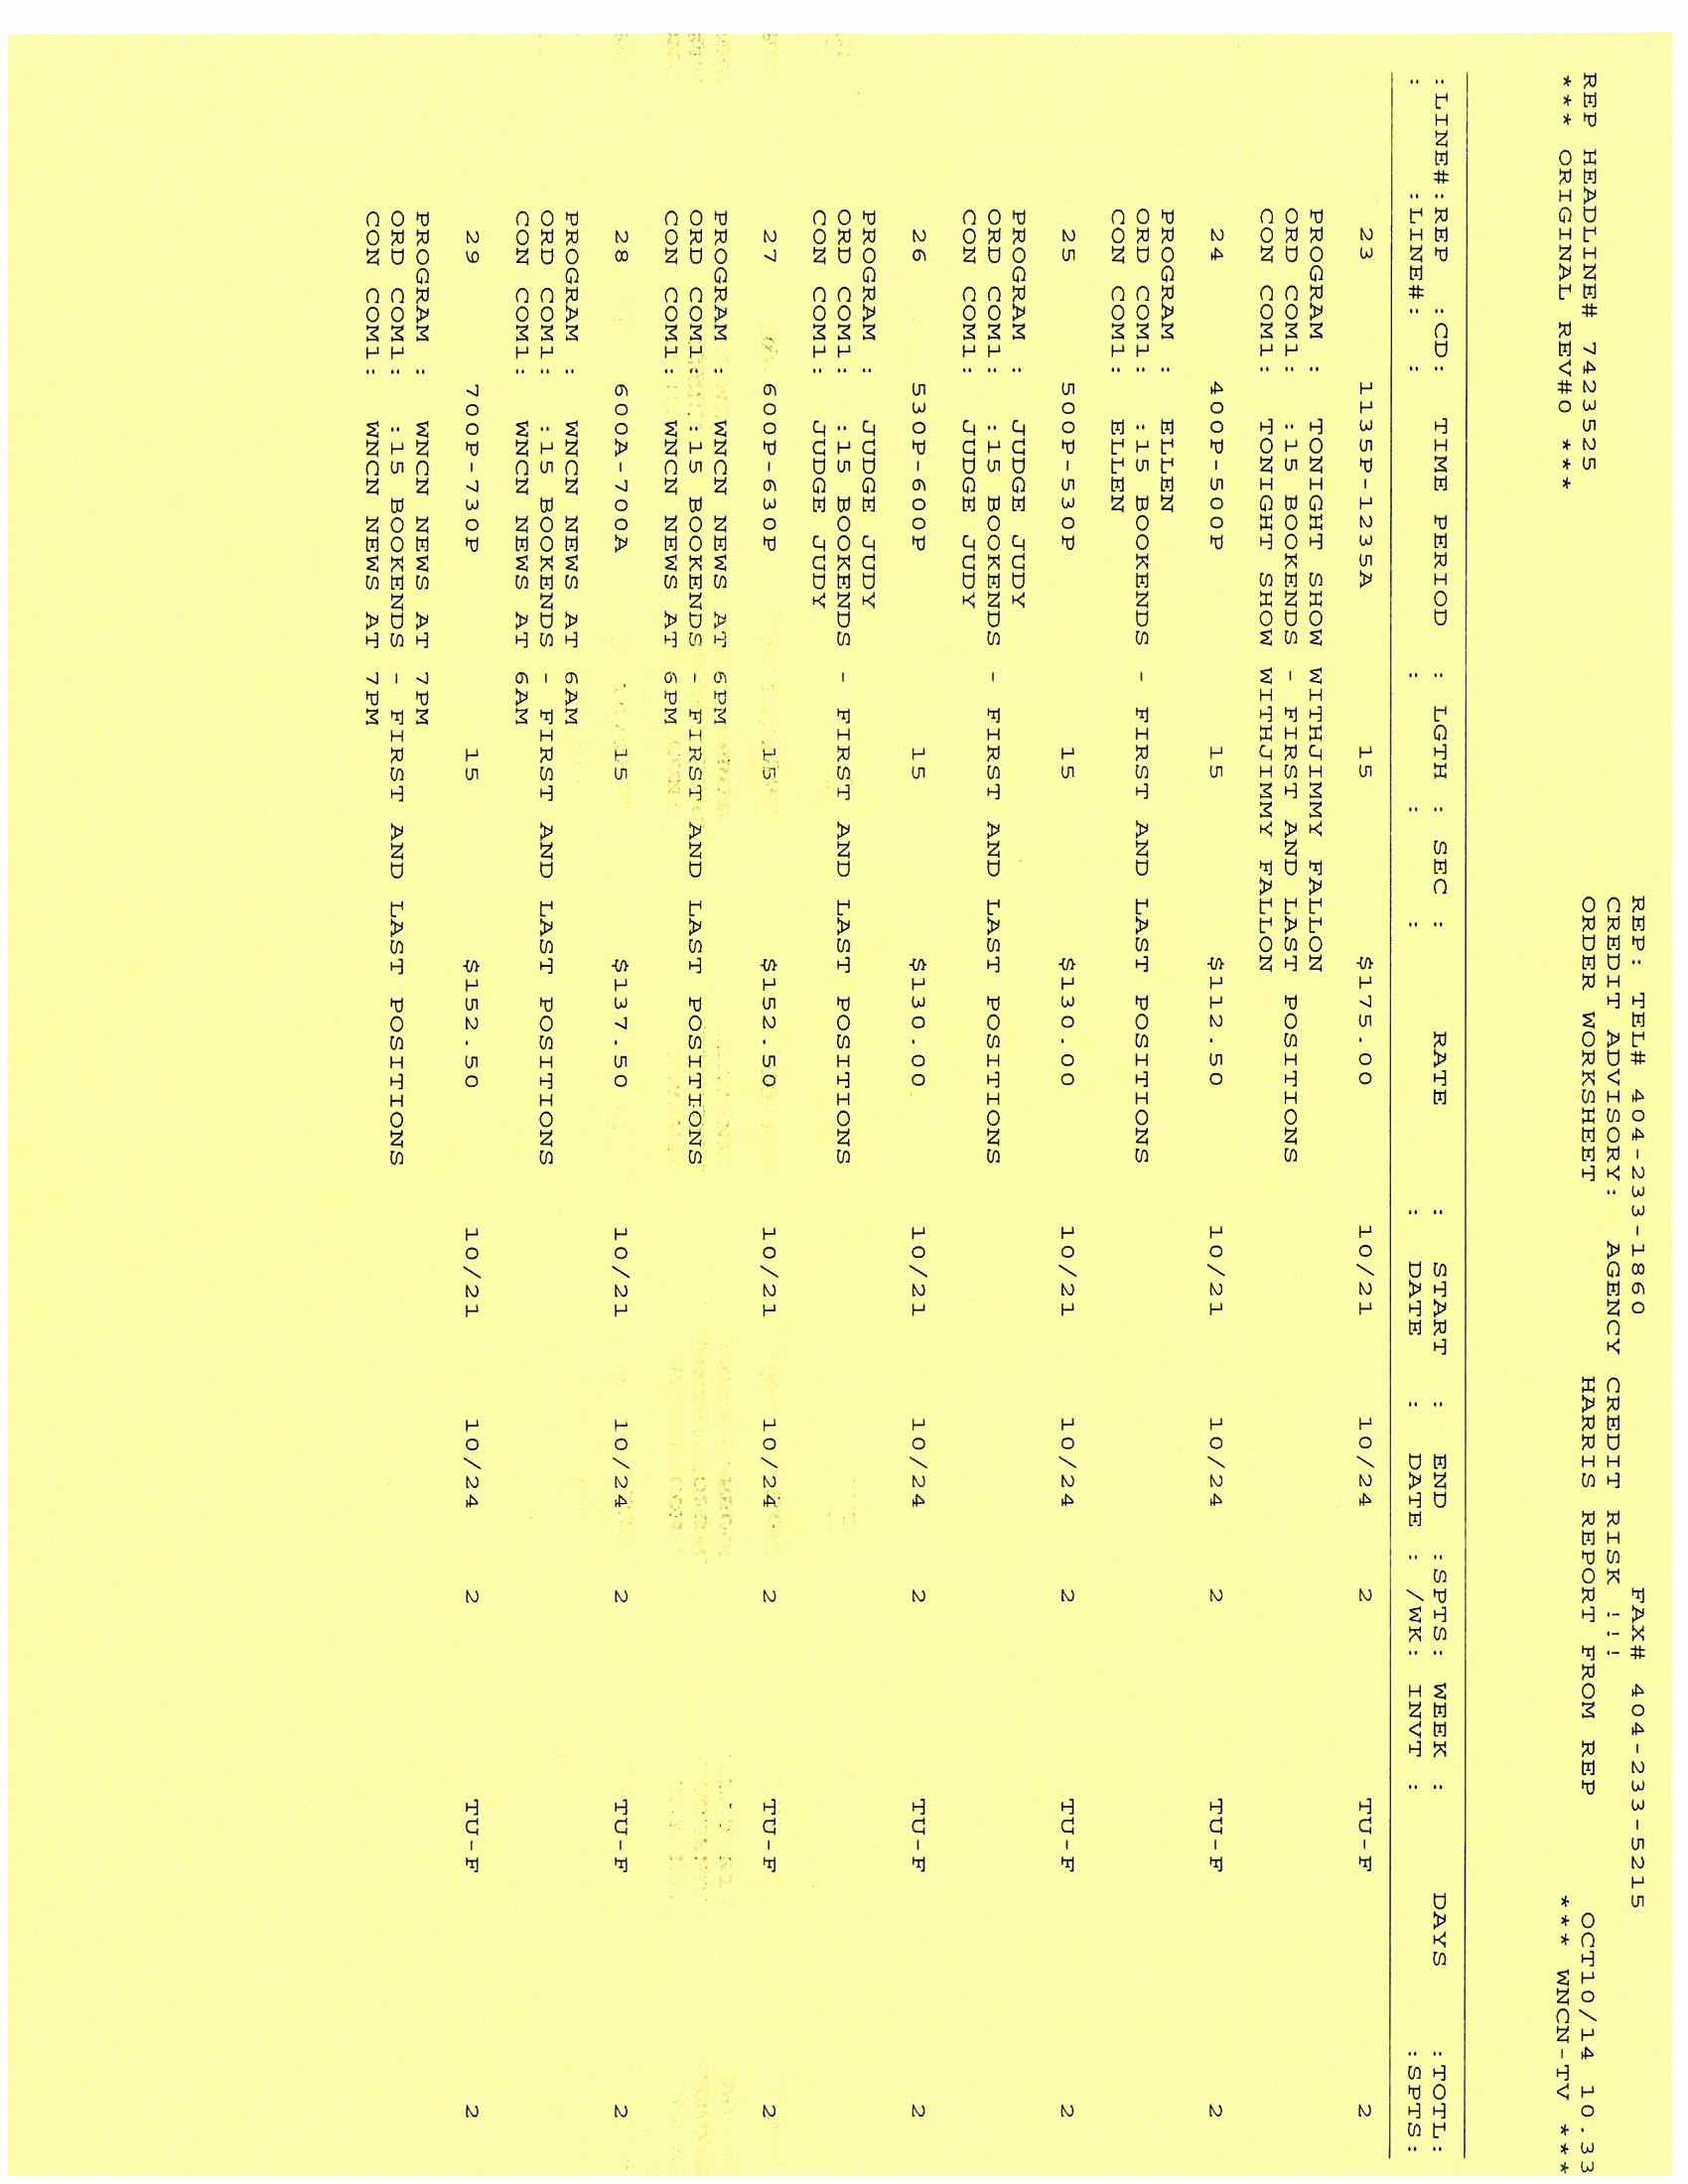 REP: TEL# 404-233-1860 FAX# 404-233-5215
CREDIT ADVISORY: AGENCY CREDIT RISK !!!
REP HEADLINE# 7423525 ORDER WORKSHEET HARRIS REPORT FROM REP OCT10/14 10.33
*** ORIGINAL REV#0 *** *** WNCN-TV ***
:LINE#:REP :CD: TIME PERIOD : LGTH : SEC : RATE : START : END :SPTS: WEEK : DAYS :TOTL:
: :LINE#: : : : : : DATE : DATE : /WK: INVT : :SPTS:
23 1135P-1235A 15 $175.00 10/21 10/24 2 TU-F 2
PROGRAM : TONIGHT SHOW WITHJIMMY FALLON
ORD COM1: :15 BOOKENDS - FIRST AND LAST POSITIONS
CON COM1: TONIGHT SHOW WITHJIMMY FALLON
24 400P-500P 15 $112.50 10/21 10/24 2 TU-F 2
PROGRAM : ELLEN
ORD COM1: :15 BOOKENDS - FIRST AND LAST POSITIONS
CON COM1: ELLEN
25 500P-530P 15 $130.00 10/21 10/24 2 TU-F 2
PROGRAM : JUDGE JUDY
ORD COM1: :15 BOOKENDS - FIRST AND LAST POSITIONS
CON COM1: JUDGE JUDY
26 530P-600P 15 $130.00 10/21 10/24 2 TU-F 2
PROGRAM : JUDGE JUDY
ORD COM1: :15 BOOKENDS - FIRST AND LAST POSITIONS
CON COM1: JUDGE JUDY
27 600P-630P 15 $152.50 10/21 10/24 2 TU-F 2
PROGRAM : WNCN NEWS AT 6PM
ORD COM1: :15 BOOKENDS - FIRST AND LAST POSITIONS
CON COM1: WNCN NEWS AT 6PM
28 600A-700A 15 $137.50 10/21 10/24 2 TU-F 2
PROGRAM : WNCN NEWS AT 6AM
ORD COM1: :15 BOOKENDS - FIRST AND LAST POSITIONS
CON COM1: WNCN NEWS AT 6AM
29 700P-730P 15 $152.50 10/21 10/24 2 TU-F 2
PROGRAM : WNCN NEWS AT 7PM
ORD COM1: :15 BOOKENDS - FIRST AND LAST POSITIONS
CON COM1: WNCN NEWS AT 7PM